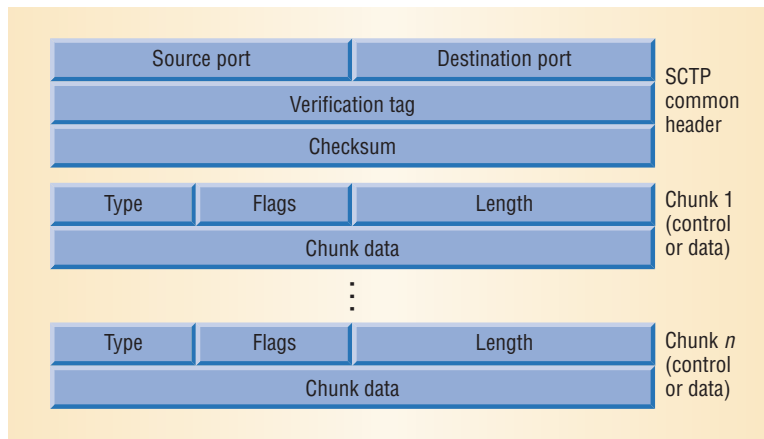 Source port Destination port
Verification tag
Checksum
SCTP
common
header
Type Flags Length
Chunk data
Chunk 1
(control
or data)
Type Flags Length
Chunk data
Chunk n
(control
or data)